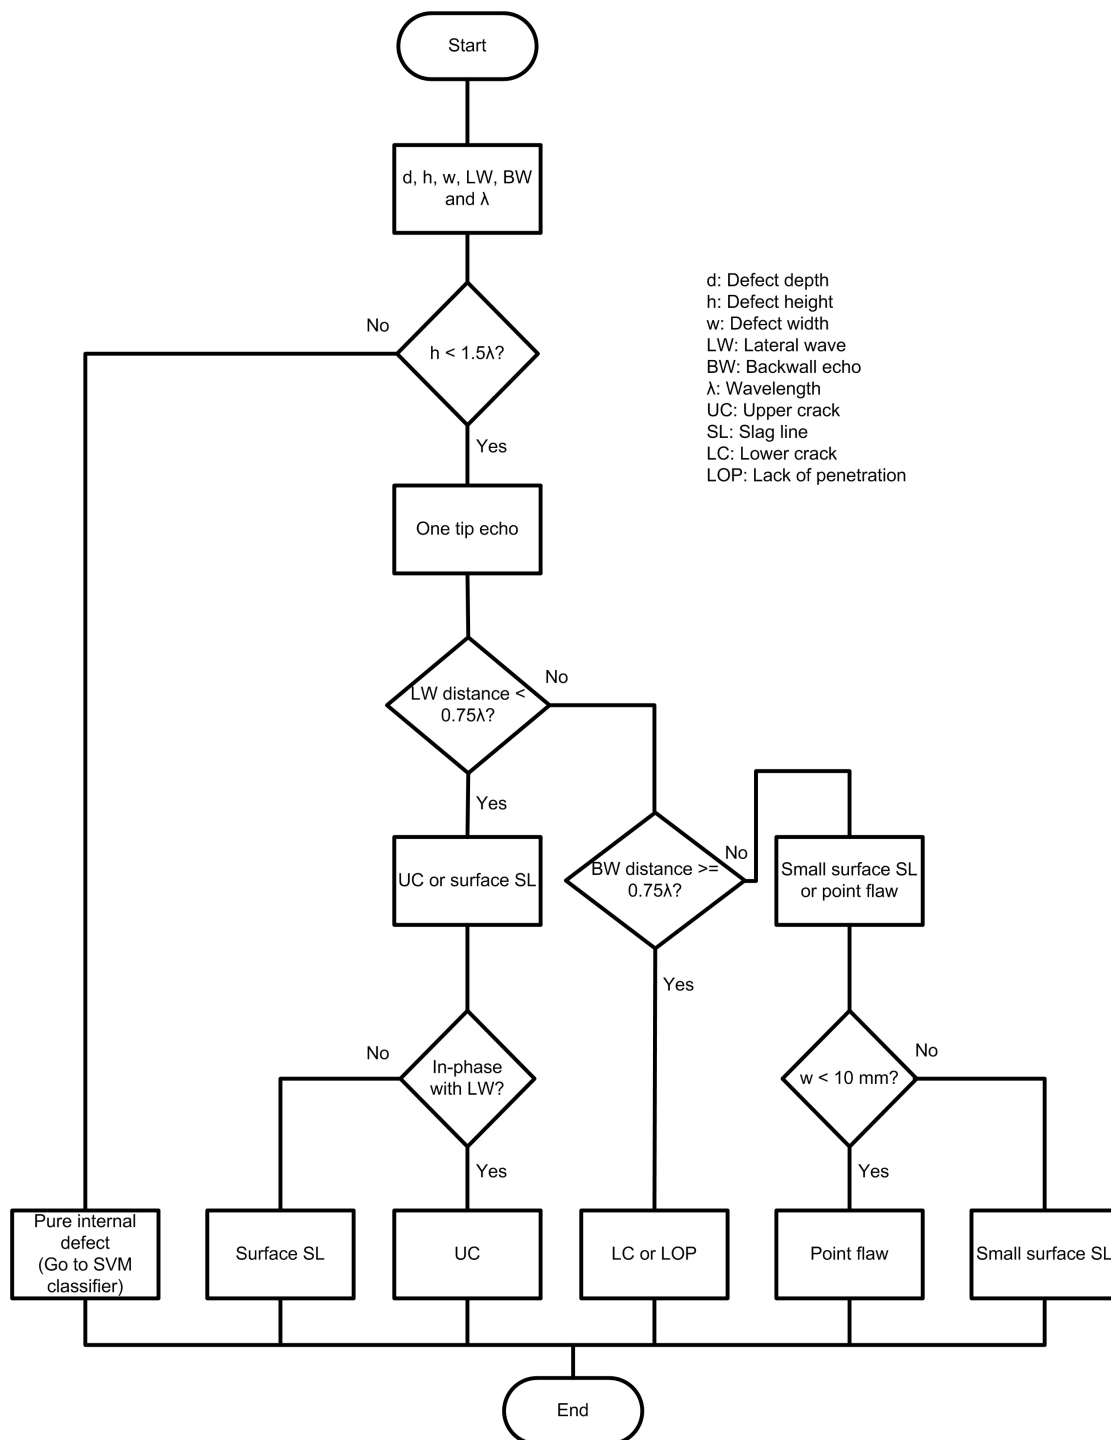 Start
d, h, w, LW, BW
and λ
d: Defect depth
h: Defect height
w: Defect width
LW: Lateral wave
BW: Backwall echo
λ: Wavelength
UC: Upper crack
SL: Slag line
LC: Lower crack
LOP: Lack of penetration
No
h < 1.5λ?
Yes
One tip echo
No
LW distance <
0.75λ?
Yes
No
UC or surface SL
BW distance >=
0.75λ?
Small surface SL
or point flaw
Yes
No
In-phase
with LW?
No
w < 10 mm?
Yes
Yes
Pure internal
defect
(Go to SVM
classifier)
Surface SL
UC
LC or LOP
Point flaw
Small surface SL
End